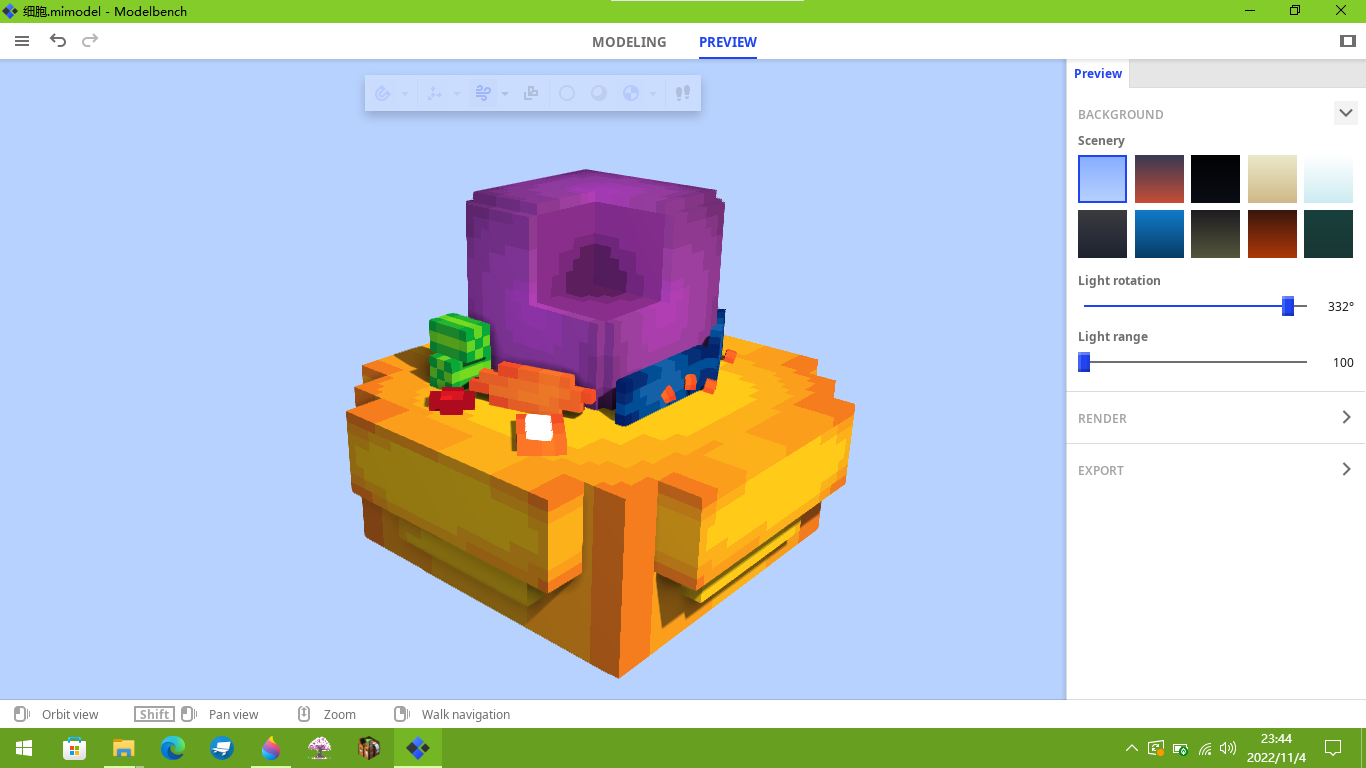 细胞.mimodel - Modelbench
MODELING
PREVIEW
Preview
BACKGROUND
Scenery
Light rotation
332°
Light range
100
RENDER
EXPORT
Orbit view
Shift
Pan view
Zoom
Walk navigation
23:44
2022/11/4